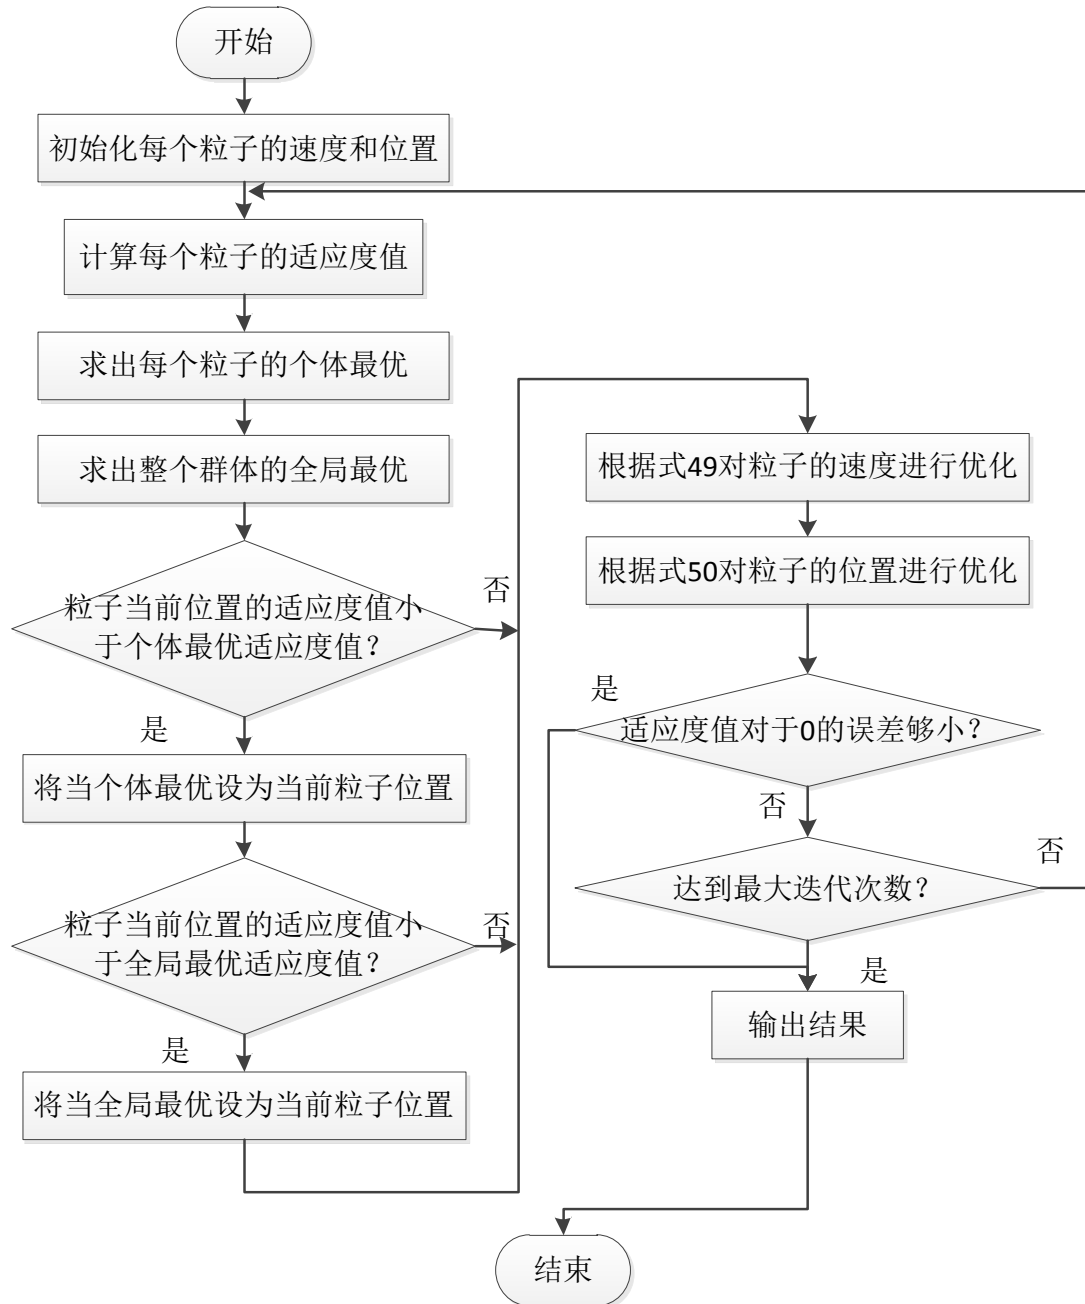 开始
初始化每个粒子的速度和位置
计算每个粒子的适应度值
求出每个粒子的个体最优
求出整个群体的全局最优
粒子当前位置的适应度值小
于个体最优适应度值？
否
是
将当个体最优设为当前粒子位置
粒子当前位置的适应度值小
于全局最优适应度值？
否
是
将当全局最优设为当前粒子位置
根据式49对粒子的速度进行优化
根据式50对粒子的位置进行优化
是
适应度值对于0的误差够小？
否
达到最大迭代次数？
否
是
输出结果
结束